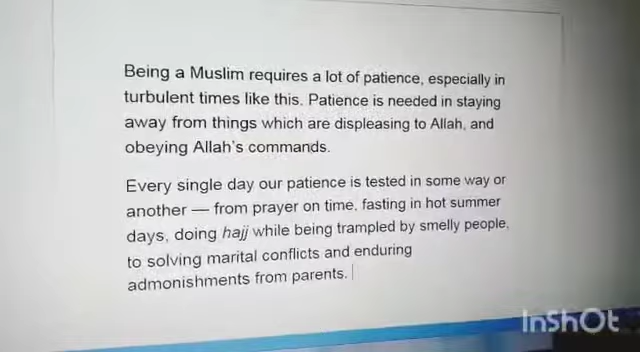 Being a Muslim requires a lot of patience, especially in
turbulent times like this. Patience is needed in staying
away from things which are displeasing to Allah, and
obeying Allah's commands.
Every single day our patience is tested in some way or
another — from prayer on time, fasting in hot summer
days, doing hajj while being trampled by smelly people,
to solving marital conflicts and enduring
admonishments from parents.
InShOt